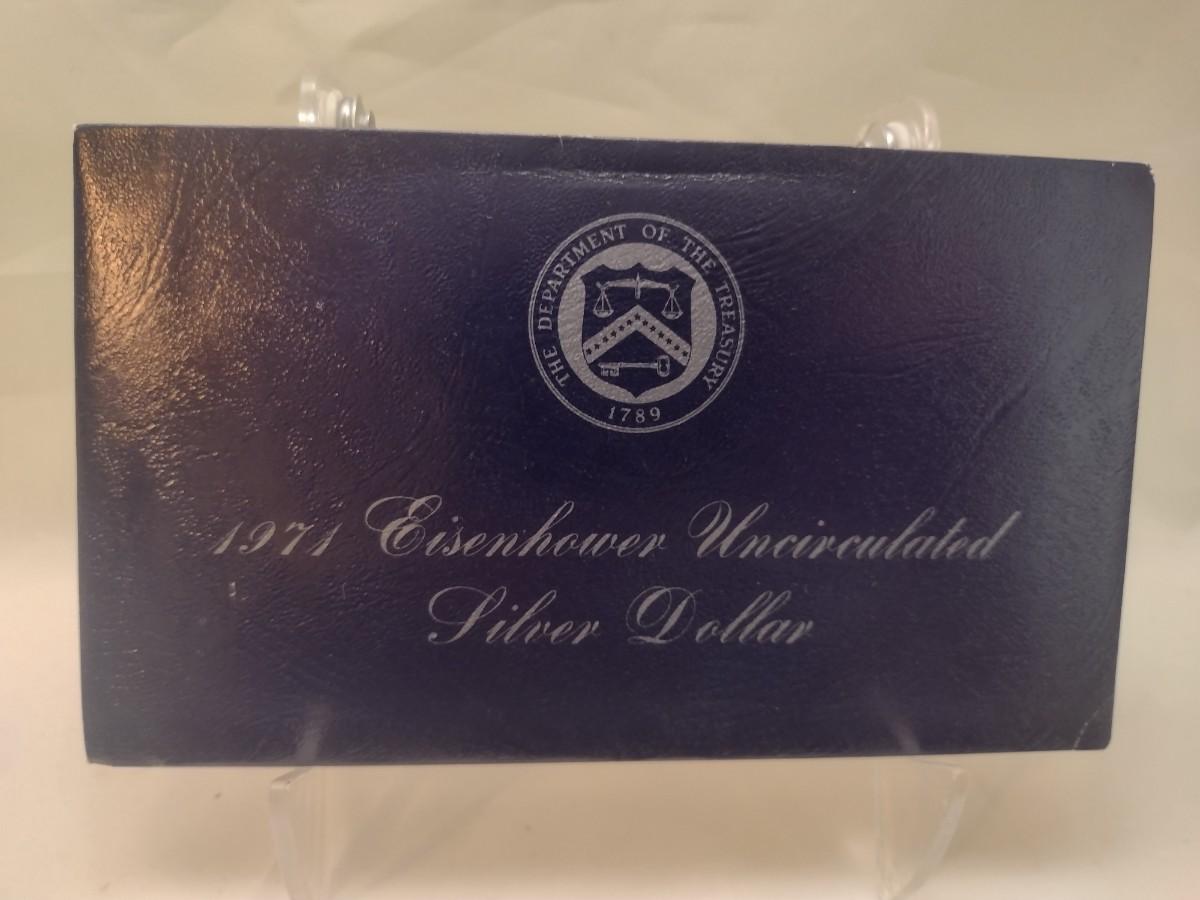 THE DEPARTMENT OF THE TREASURY
1789
1971 Eisenhower Uncirculated
Silver Dollar